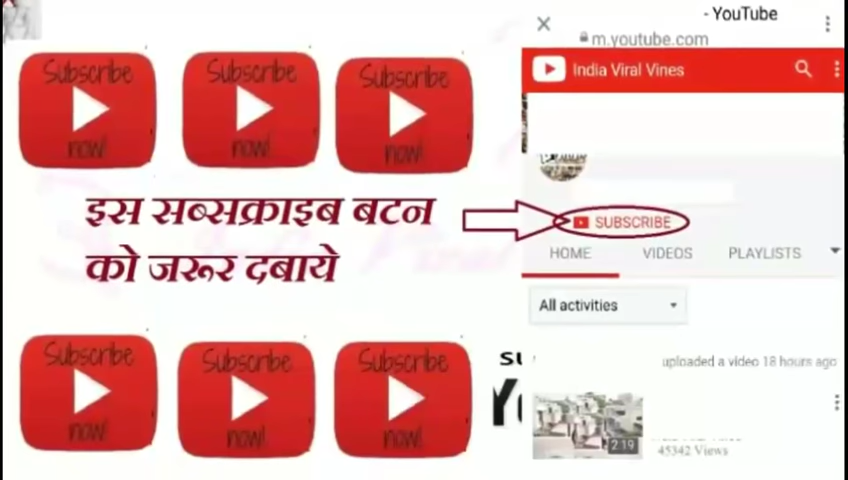 - YouTube
m.youtube.com
India Viral Vines
Subscribe now!
Subscribe now!
Subscribe now!
इस सब्सक्राइब बटन
को जरूर दबाये
SUBSCRIBE
HOME VIDEOS PLAYLISTS
All activities
uploaded a video 18 hours ago
2:19
45342 Views
Subscribe now!
Subscribe now!
Subscribe now!